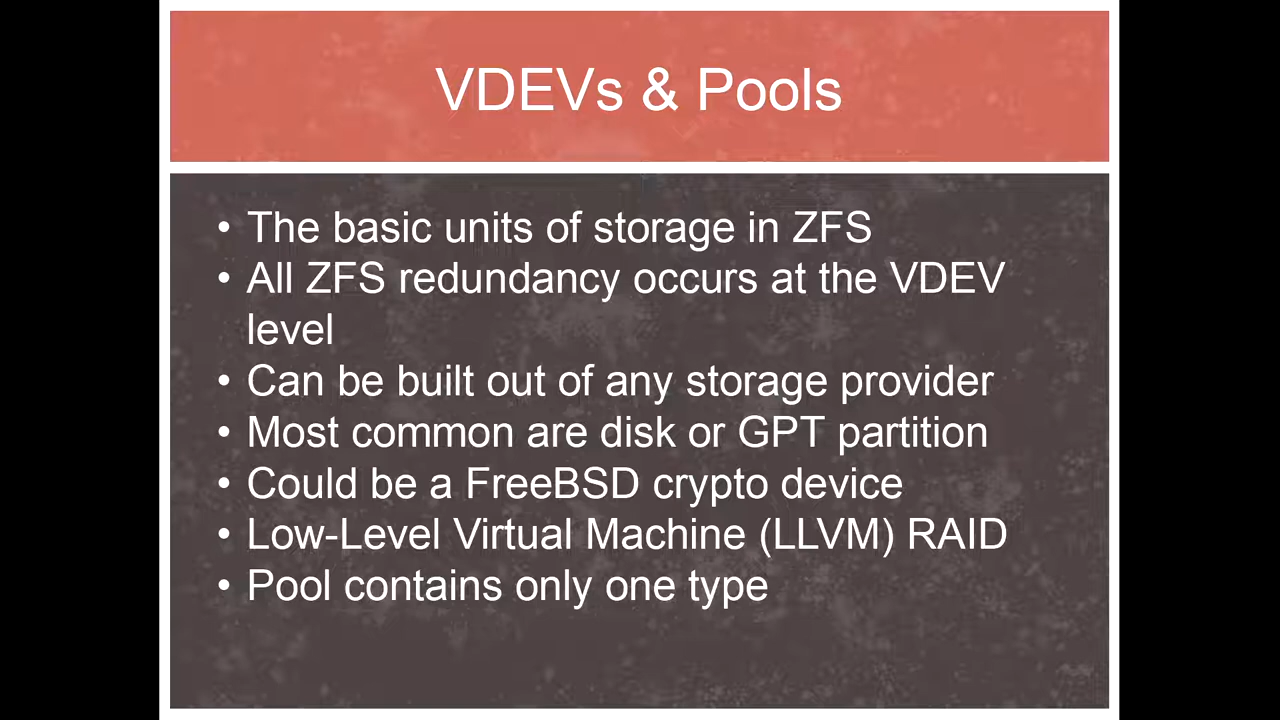 VDEVs & Pools
• The basic units of storage in ZFS
• All ZFS redundancy occurs at the VDEV
level
• Can be built out of any storage provider
• Most common are disk or GPT partition
• Could be a FreeBSD crypto device
• Low-Level Virtual Machine (LLVM) RAID
• Pool contains only one type